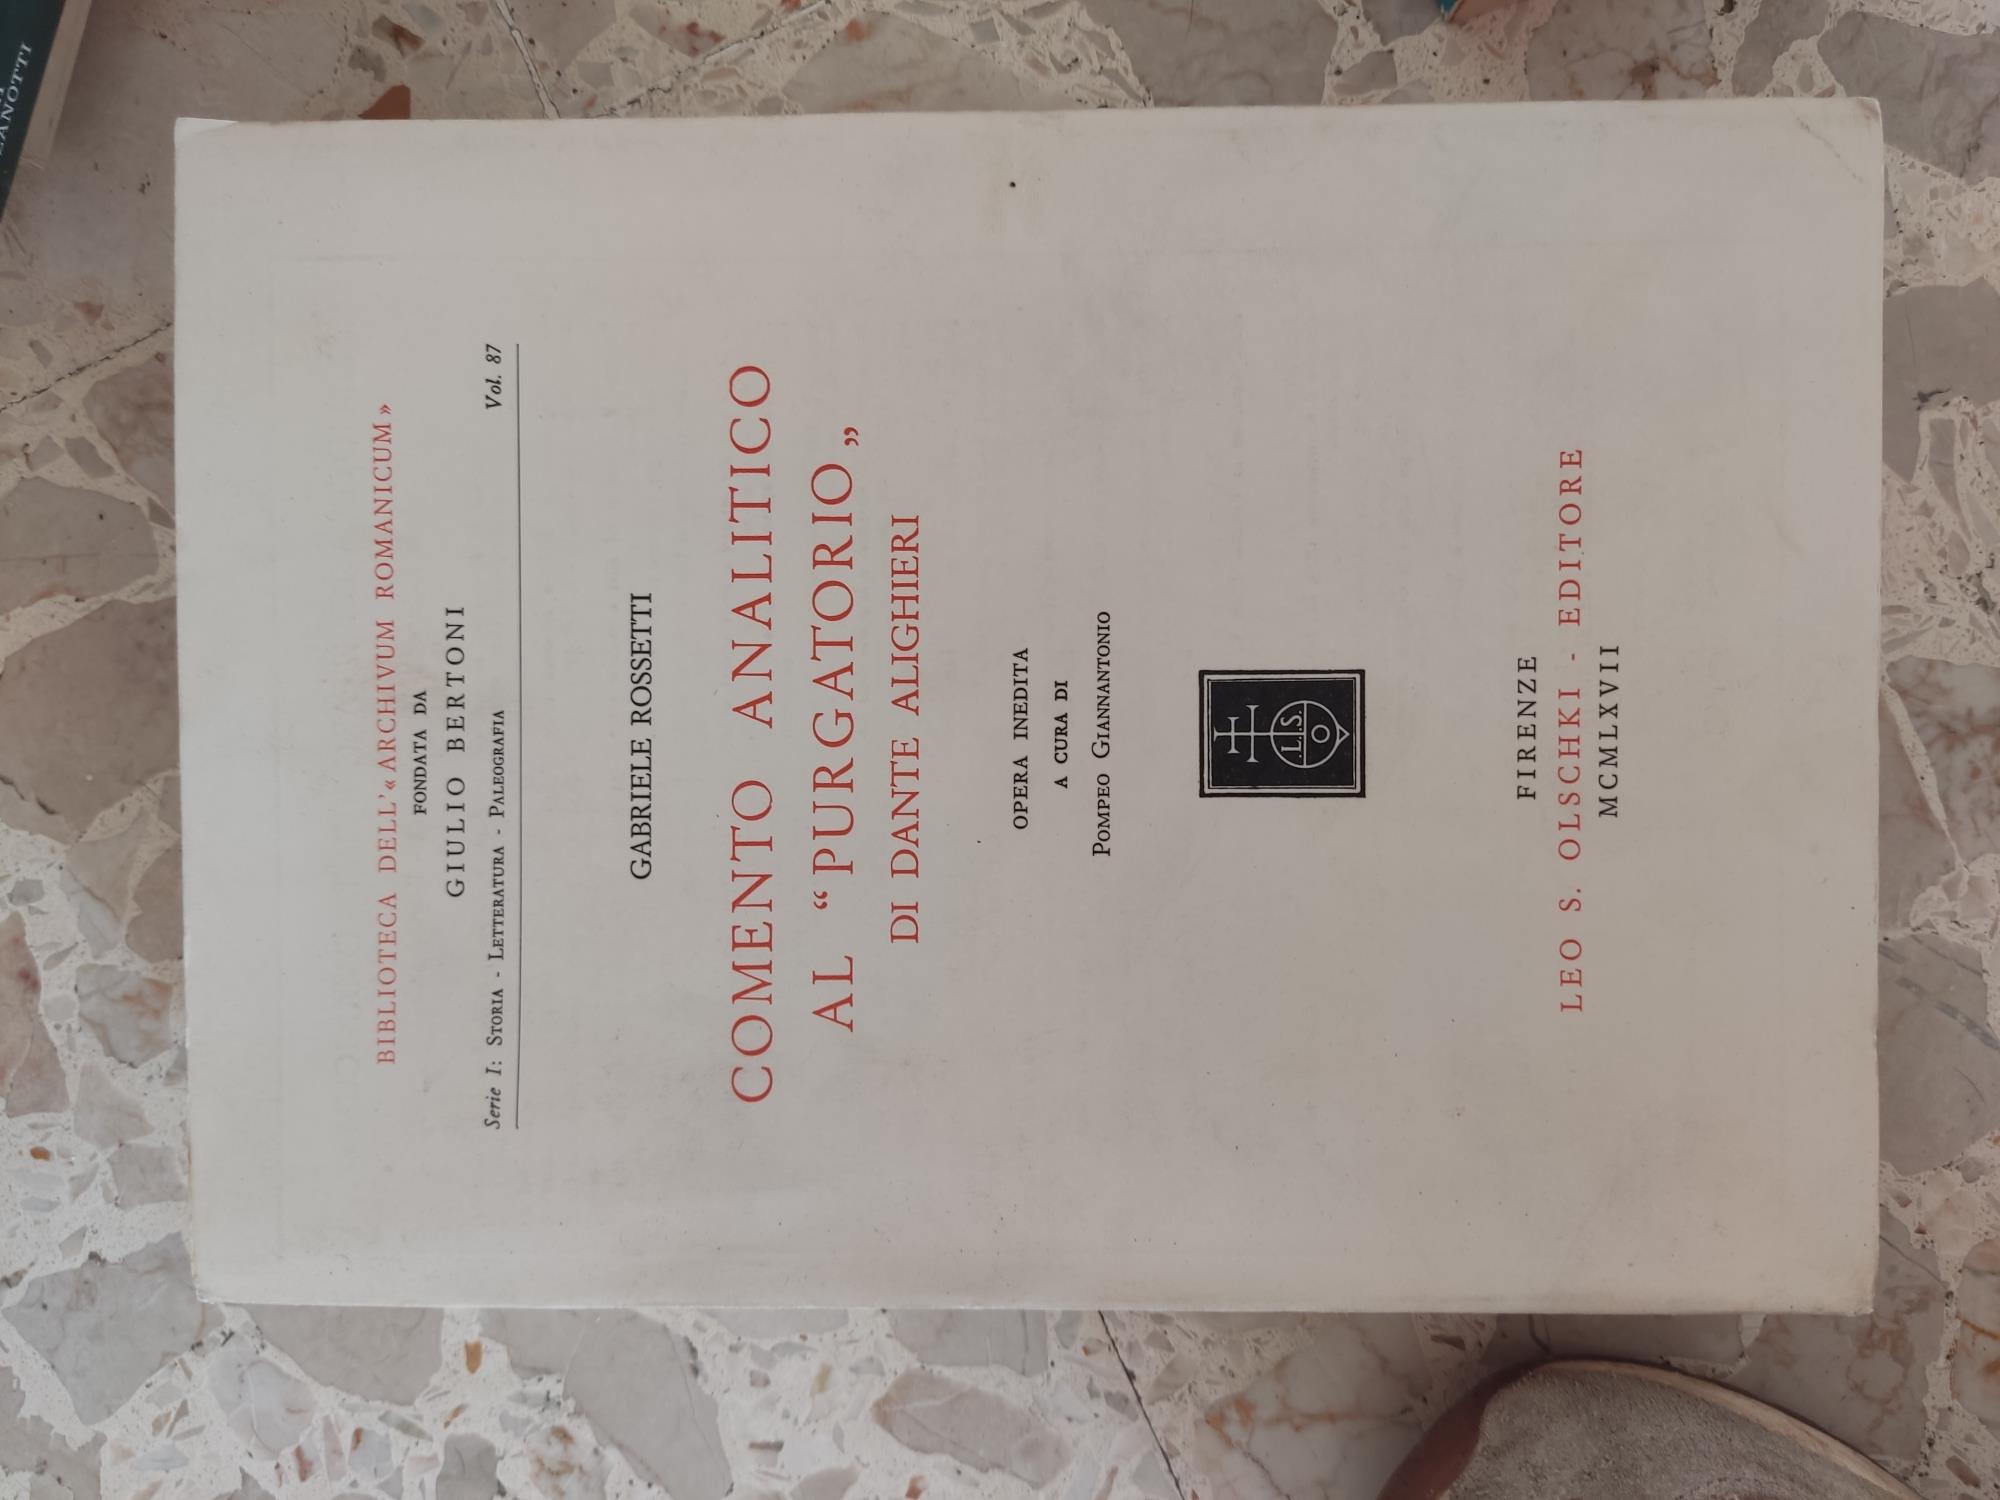 BIBLIOTECA DELL'«ARCHIVUM ROMANICUM»
FONDATA DA
GIULIO BERTONI
Serie I: STORIA - LETTERATURA - PALEOGRAFIA Vol. 87
GABRIELE ROSSETTI
COMENTO ANALITICO
AL “PURGATORIO„
DI DANTE ALIGHIERI
OPERA INEDITA
A CURA DI
POMPEO GIANNANTONIO
.L.S.
O
FIRENZE
LEO S. OLSCHKI - EDITORE
MCMLXVII
ZANOTTI